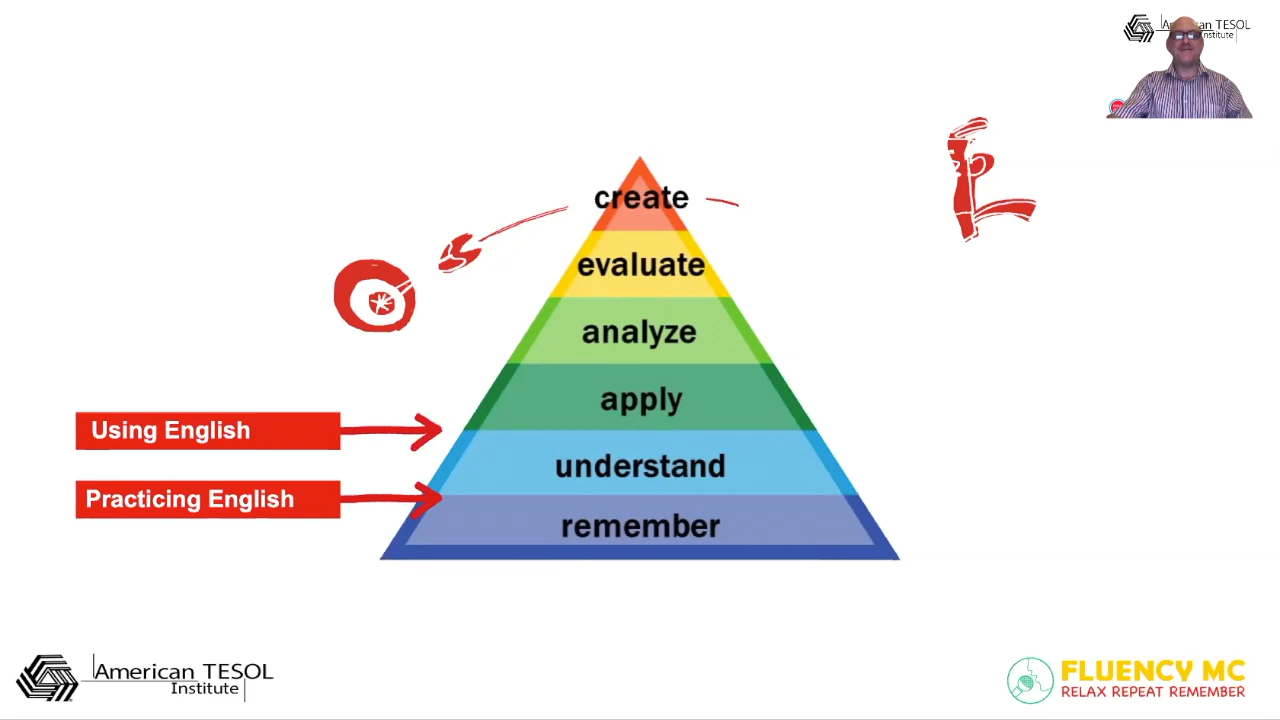 American TESOL
Institute
create
evaluate
analyze
apply
Using English
understand
Practicing English
remember
American TESOL
Institute
FLUENCY MC
RELAX REPEAT REMEMBER